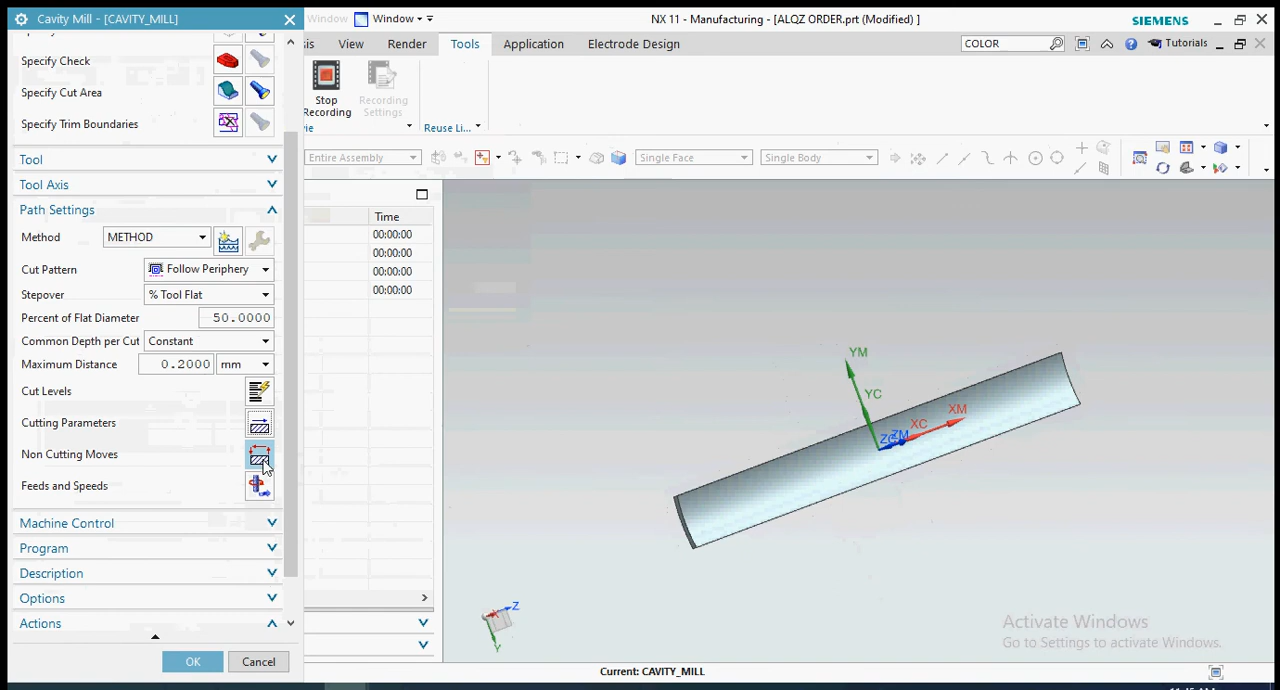 Cavity Mill - [CAVITY_MILL]
Window
Window
NX 11 - Manufacturing - [ALQZ ORDER.prt (Modified) ]
SIEMENS
View
Render
Tools
Application
Electrode Design
COLOR
Tutorials
Specify Check
Specify Cut Area
Specify Trim Boundaries
Stop
Recording
Settings
Reuse Li...
Entire Assembly
Single Face
Single Body
Tool
Tool Axis
Path Settings
Method
METHOD
Cut Pattern
Follow Periphery
Stepover
% Tool Flat
Percent of Flat Diameter
50.0000
Common Depth per Cut
Constant
Maximum Distance
0.2000
mm
Cut Levels
Cutting Parameters
Non Cutting Moves
Feeds and Speeds
Machine Control
Program
Description
Options
Actions
OK
Cancel
Time
00:00:00
00:00:00
00:00:00
00:00:00
YM
YC
XM
XC
ZM
ZC
Z
X
Y
Activate Windows
Go to Settings to activate Windows.
Current: CAVITY_MILL